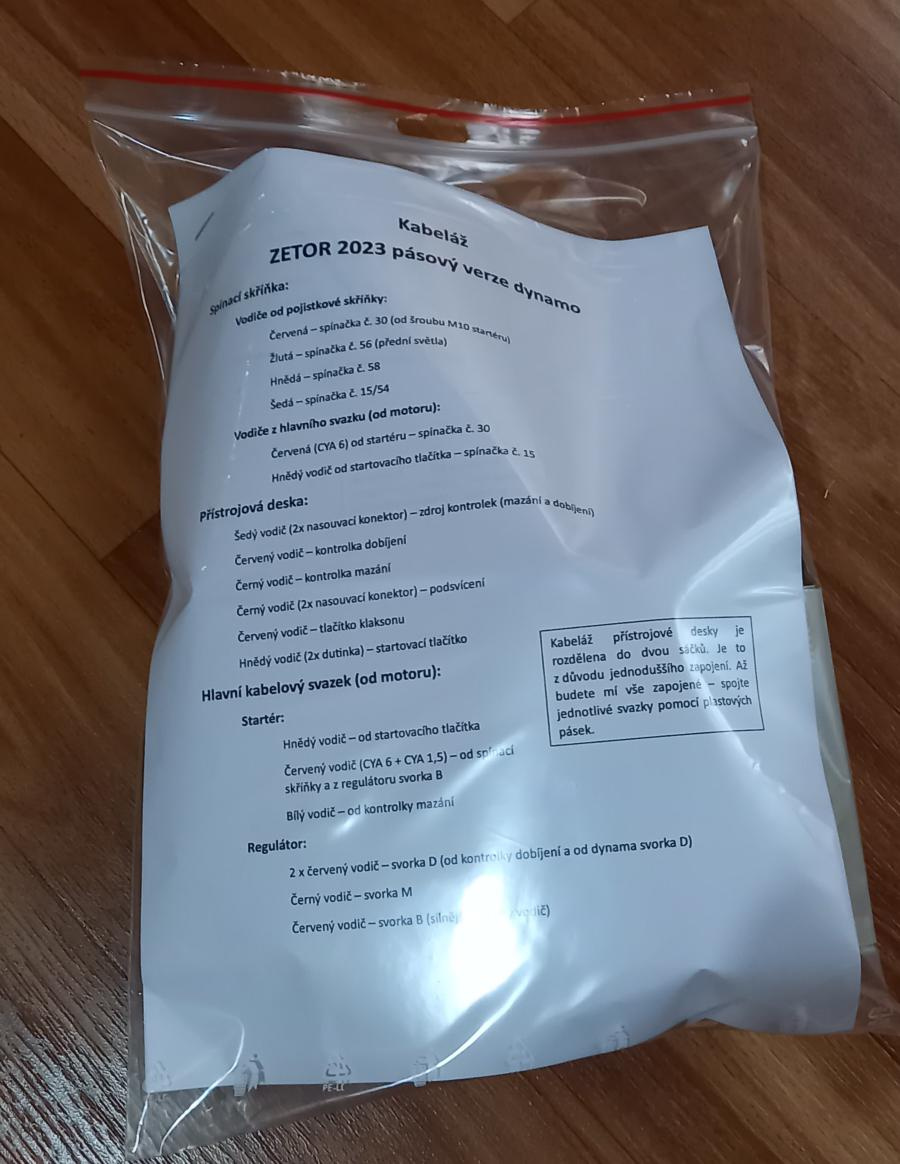 Kabeláž
ZETOR 2023 pásový verze dynamo
Spínací skříňka:
Vodiče od pojistkové skříňky:
Červená – spínačka č. 30 (od šroubu M10 startéru)
Žlutá – spínačka č. 56 (přední světla)
Hnědá – spínačka č. 58
Šedá – spínačka č. 15/54
Vodiče z hlavního svazku (od motoru):
Červená (CYA 6) od startéru – spínačka č. 30
Hnědý vodič od startovacího tlačítka – spínačka č. 15
Přístrojová deska:
Šedý vodič (2x nasouvací konektor) – zdroj kontrolek (mazání a dobíjení)
Červený vodič – kontrolka dobíjení
Černý vodič – kontrolka mazání
Černý vodič (2x nasouvací konektor) – podsvícení
Červený vodič – tlačítko klaksonu
Hnědý vodič (2x dutinka) – startovací tlačítko
Kabeláž přístrojové desky je
rozdělena do dvou sáčků. Je to
z důvodu jednoduššího zapojení. Až
budete mí vše zapojené – spojte
jednotlivé svazky pomocí plastových
pásek.
Hlavní kabelový svazek (od motoru):
Startér:
Hnědý vodič – od startovacího tlačítka
Červený vodič (CYA 6 + CYA 1,5) – od spínací
skříňky a z regulátoru svorka B
Bílý vodič – od kontrolky mazání
Regulátor:
2 x červený vodič – svorka D (od kontrolky dobíjení a od dynama svorka D)
Černý vodič – svorka M
Červený vodič – svorka B vodič)